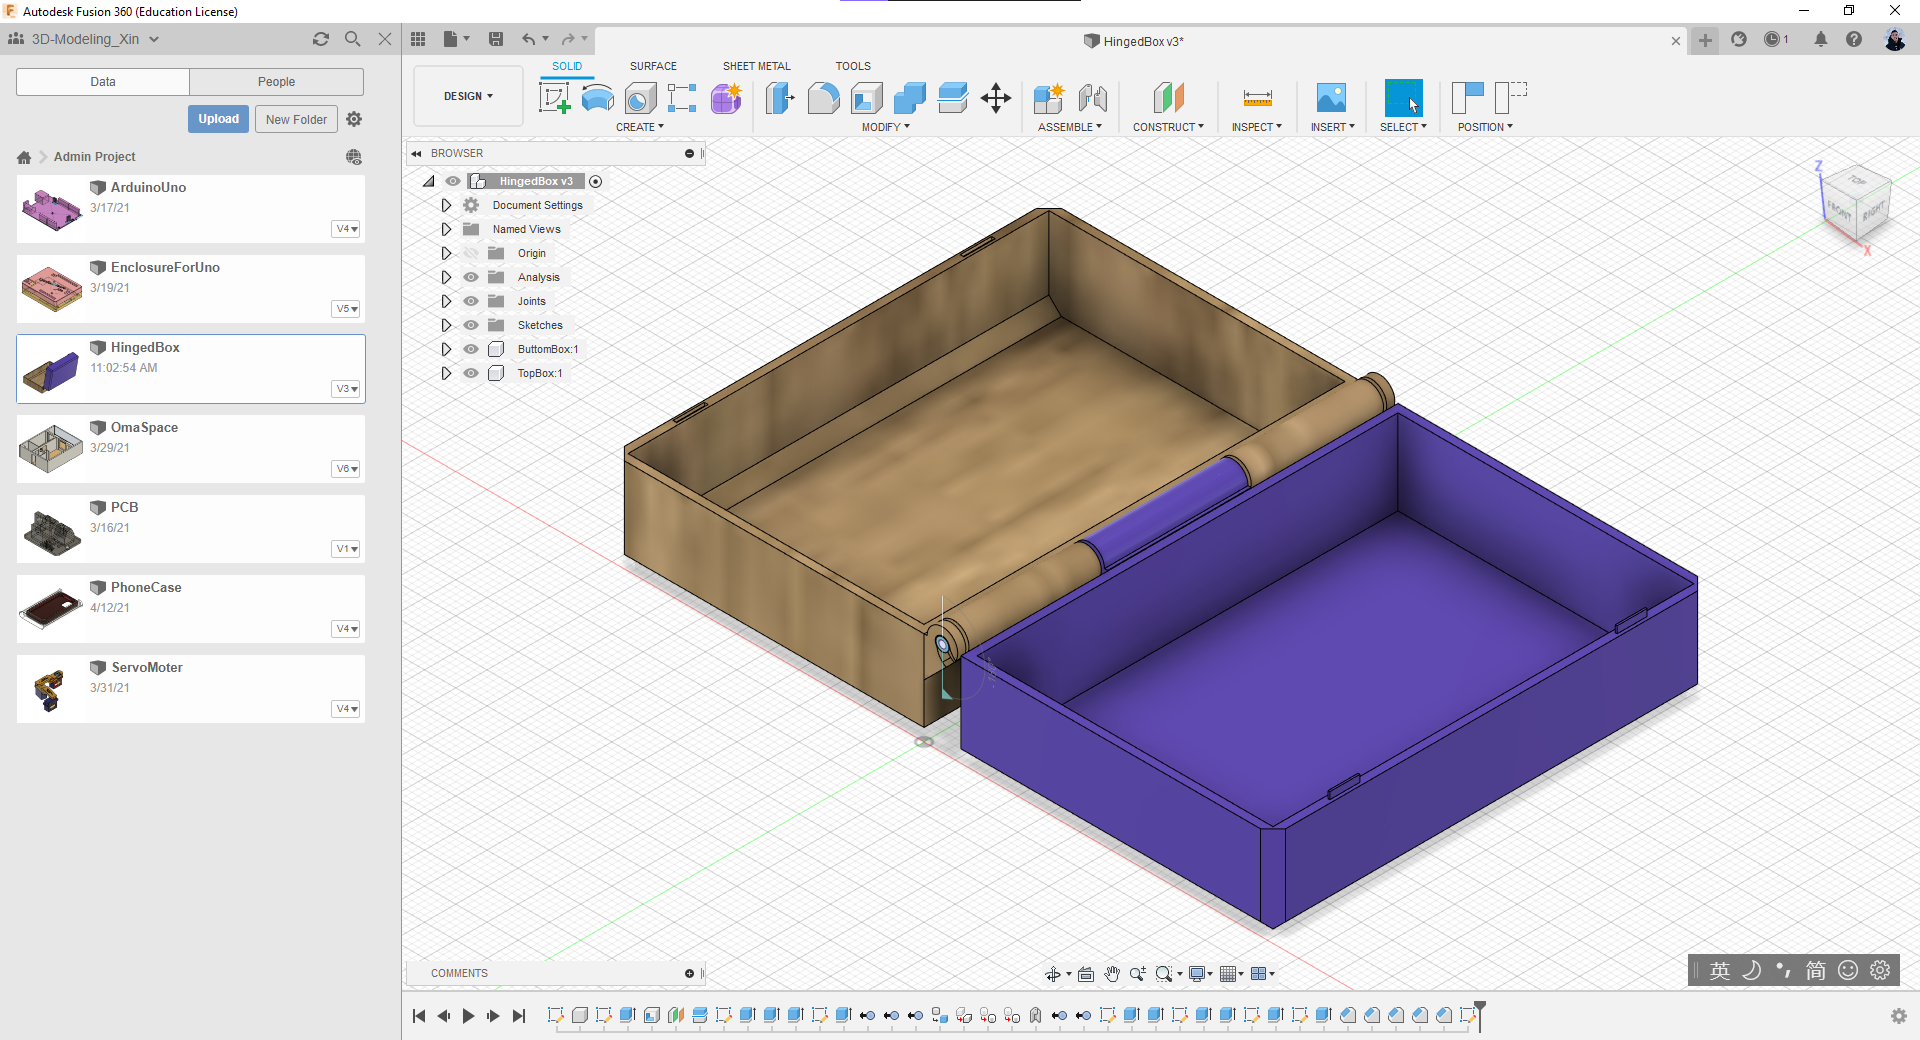 Autodesk Fusion 360 (Education License)
3D-Modeling_Xin
HingedBox v3*
1
Data
People
Upload
New Folder
Admin Project
ArduinoUno
3/17/21
V4
EnclosureForUno
3/19/21
V5
HingedBox
11:02:54 AM
V3
OmaSpace
3/29/21
V6
PCB
3/16/21
V1
PhoneCase
4/12/21
V4
ServoMoter
3/31/21
V4
DESIGN
SOLID
SURFACE
SHEET METAL
TOOLS
CREATE
MODIFY
ASSEMBLE
CONSTRUCT
INSPECT
INSERT
SELECT
POSITION
BROWSER
HingedBox v3
Document Settings
Named Views
Origin
Analysis
Joints
Sketches
ButtomBox:1
TopBox:1
Z
TOP
FRONT
RIGHT
X
COMMENTS
英
简